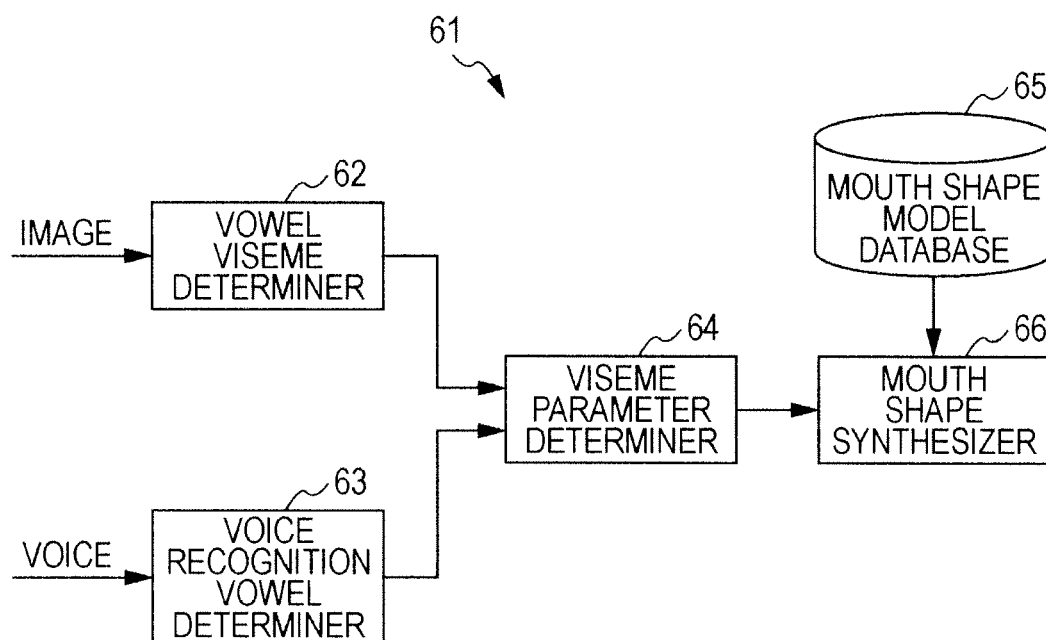 61
65
MOUTH SHAPE
MODEL
DATABASE
62
IMAGE
VOWEL
VISEME
DETERMINER
64
VISEME
PARAMETER
DETERMINER
66
MOUTH
SHAPE
SYNTHESIZER
63
VOICE
VOICE
RECOGNITION
VOWEL
DETERMINER